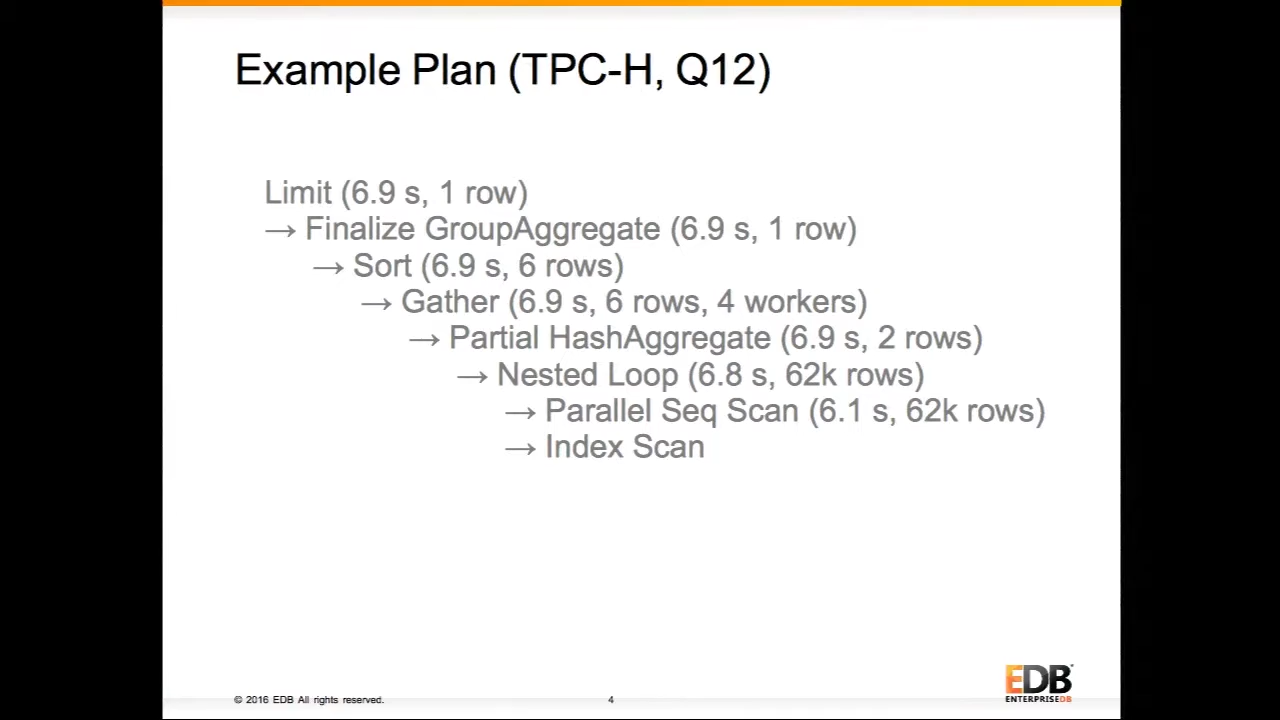 Example Plan (TPC-H, Q12)
Limit (6.9 s, 1 row)
→ Finalize GroupAggregate (6.9 s, 1 row)
→ Sort (6.9 s, 6 rows)
→ Gather (6.9 s, 6 rows, 4 workers)
→ Partial HashAggregate (6.9 s, 2 rows)
→ Nested Loop (6.8 s, 62k rows)
→ Parallel Seq Scan (6.1 s, 62k rows)
→ Index Scan
© 2016 EDB All rights reserved.
4
EDB
ENTERPRISEDB